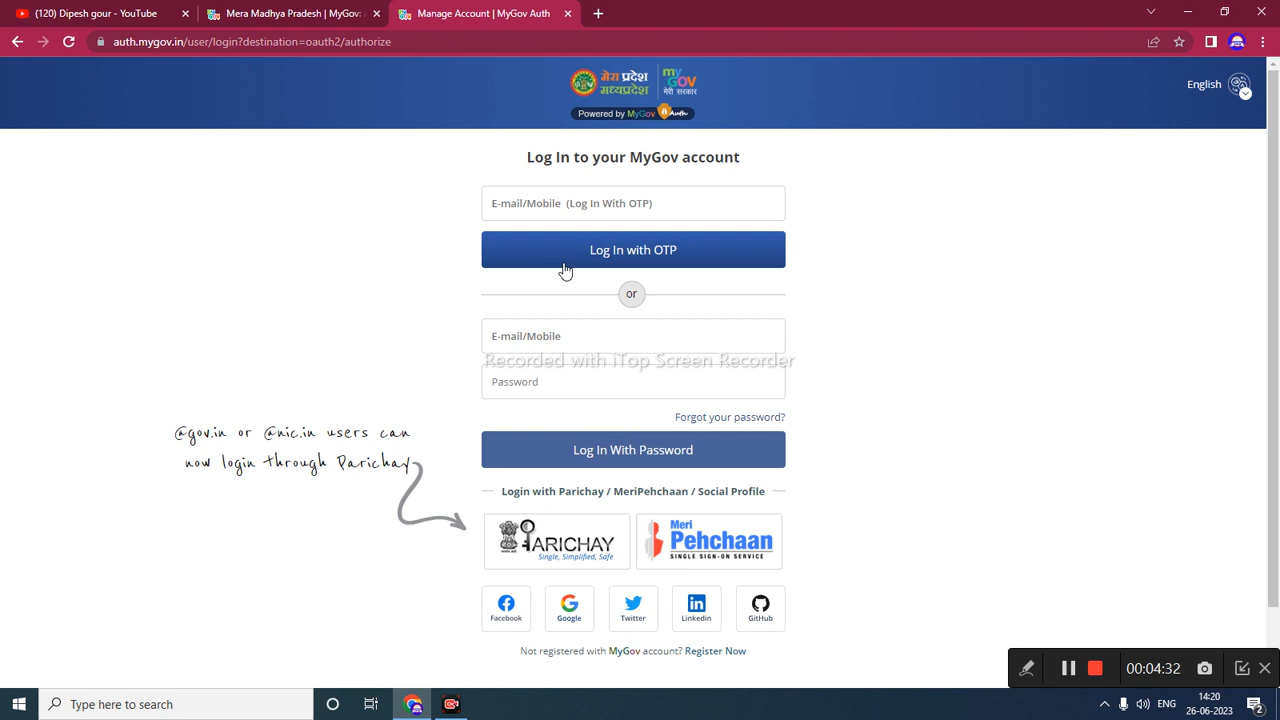 (120) Dipesh gour - YouTube
Mera Madhya Pradesh | MyGov:
Manage Account | MyGov Auth
auth.mygov.in/user/login?destination=oauth2/authorize
मेरा प्रदेश
मध्यप्रदेश
my
GOV
मेरी सरकार
Powered by MyGov Auth
English
Log In to your MyGov account
E-mail/Mobile (Log In With OTP)
Log In with OTP
or
E-mail/Mobile
Recorded with iTop Screen Recorder
Password
Forgot your password?
@gov.in or @nic.in users can
now login through Parichay
Log In With Password
Login with Parichay / MeriPehchaan / Social Profile
PARICHAY
Single, Simplified, Safe
Meri
Pehchaan
SINGLE SIGN-ON SERVICE
Facebook
Google
Twitter
Linkedin
GitHub
Not registered with MyGov account? Register Now
00:04:32
Type here to search
ENG
14:20
26-06-2023
2